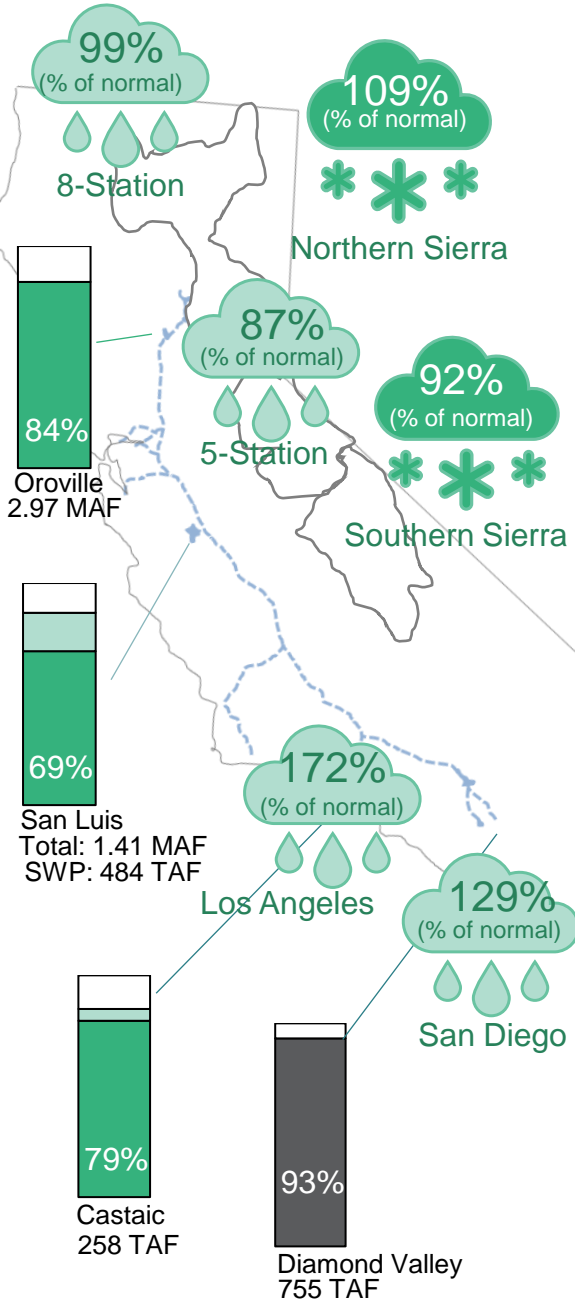 99%
(% of normal)
8-Station
109%
(% of normal)
Northern Sierra
87%
(% of normal)
5-Station
92%
(% of normal)
Southern Sierra
84%
Oroville
2.97 MAF
69%
San Luis
Total: 1.41 MAF
SWP: 484 TAF
172%
(% of normal)
Los Angeles
129%
(% of normal)
San Diego
79%
Castaic
258 TAF
93%
Diamond Valley
755 TAF